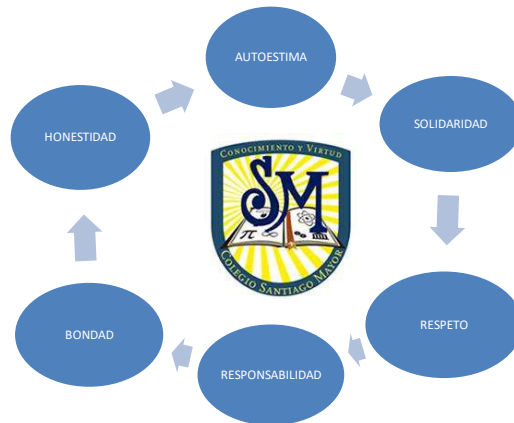 AUTOESTIMA
SOLIDARIDAD
RESPETO
RESPONSABILIDAD
BONDAD
HONESTIDAD
CONOCIMIENTO Y VIRTUD
SM
π ∞
COLEGIO SANTIAGO MAYOR